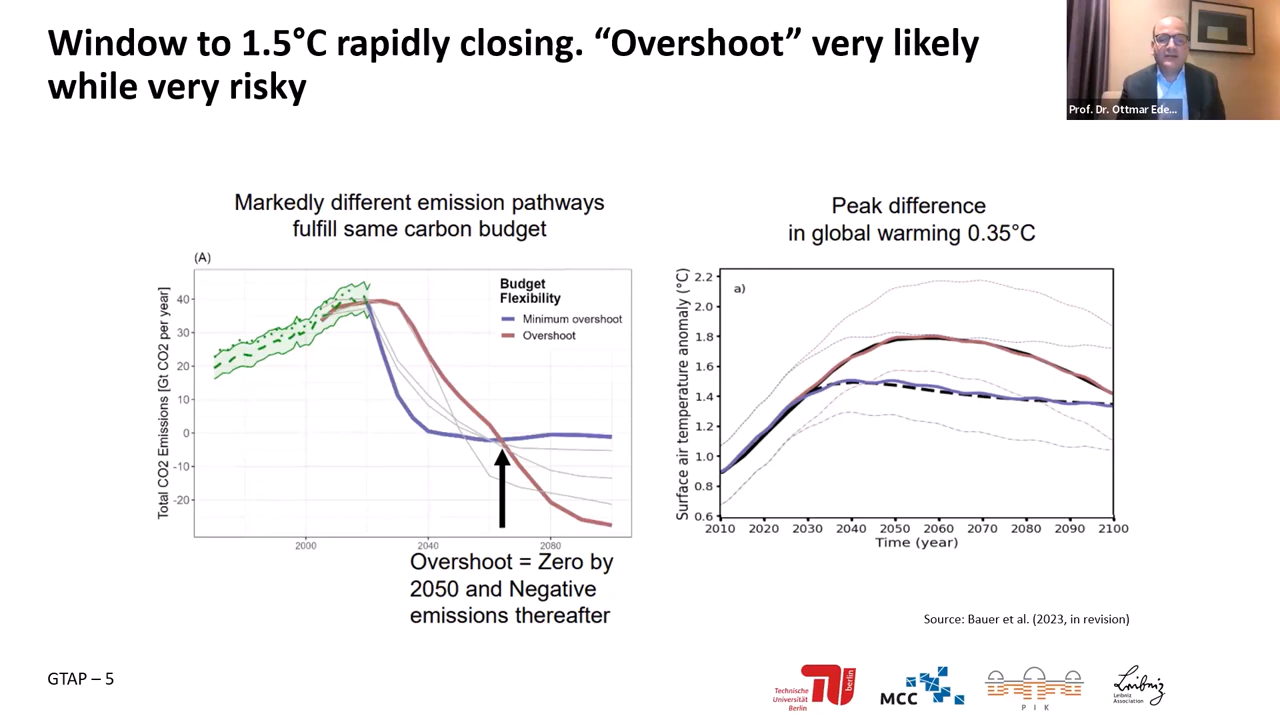 Window to 1.5°C rapidly closing. “Overshoot” very likely
while very risky
Prof. Dr. Ottmar Ede...
Markedly different emission pathways
fulfill same carbon budget
(A)
Total CO2 Emissions [Gt CO2 per year]
40
30
20
10
0
-10
-20
2000
2040
2080
Budget
Flexibility
Minimum overshoot
Overshoot
Overshoot = Zero by
2050 and Negative
emissions thereafter
Peak difference
in global warming 0.35°C
a)
Surface air temperature anomaly (°C)
2.2
2.0
1.8
1.6
1.4
1.2
1.0
0.8
0.6
2010 2020 2030 2040 2050 2060 2070 2080 2090 2100
Time (year)
Source: Bauer et al. (2023, in revision)
GTAP – 5
Technische
Universität
Berlin
berlin
MCC
P I K
Leibniz
Leibniz
Association